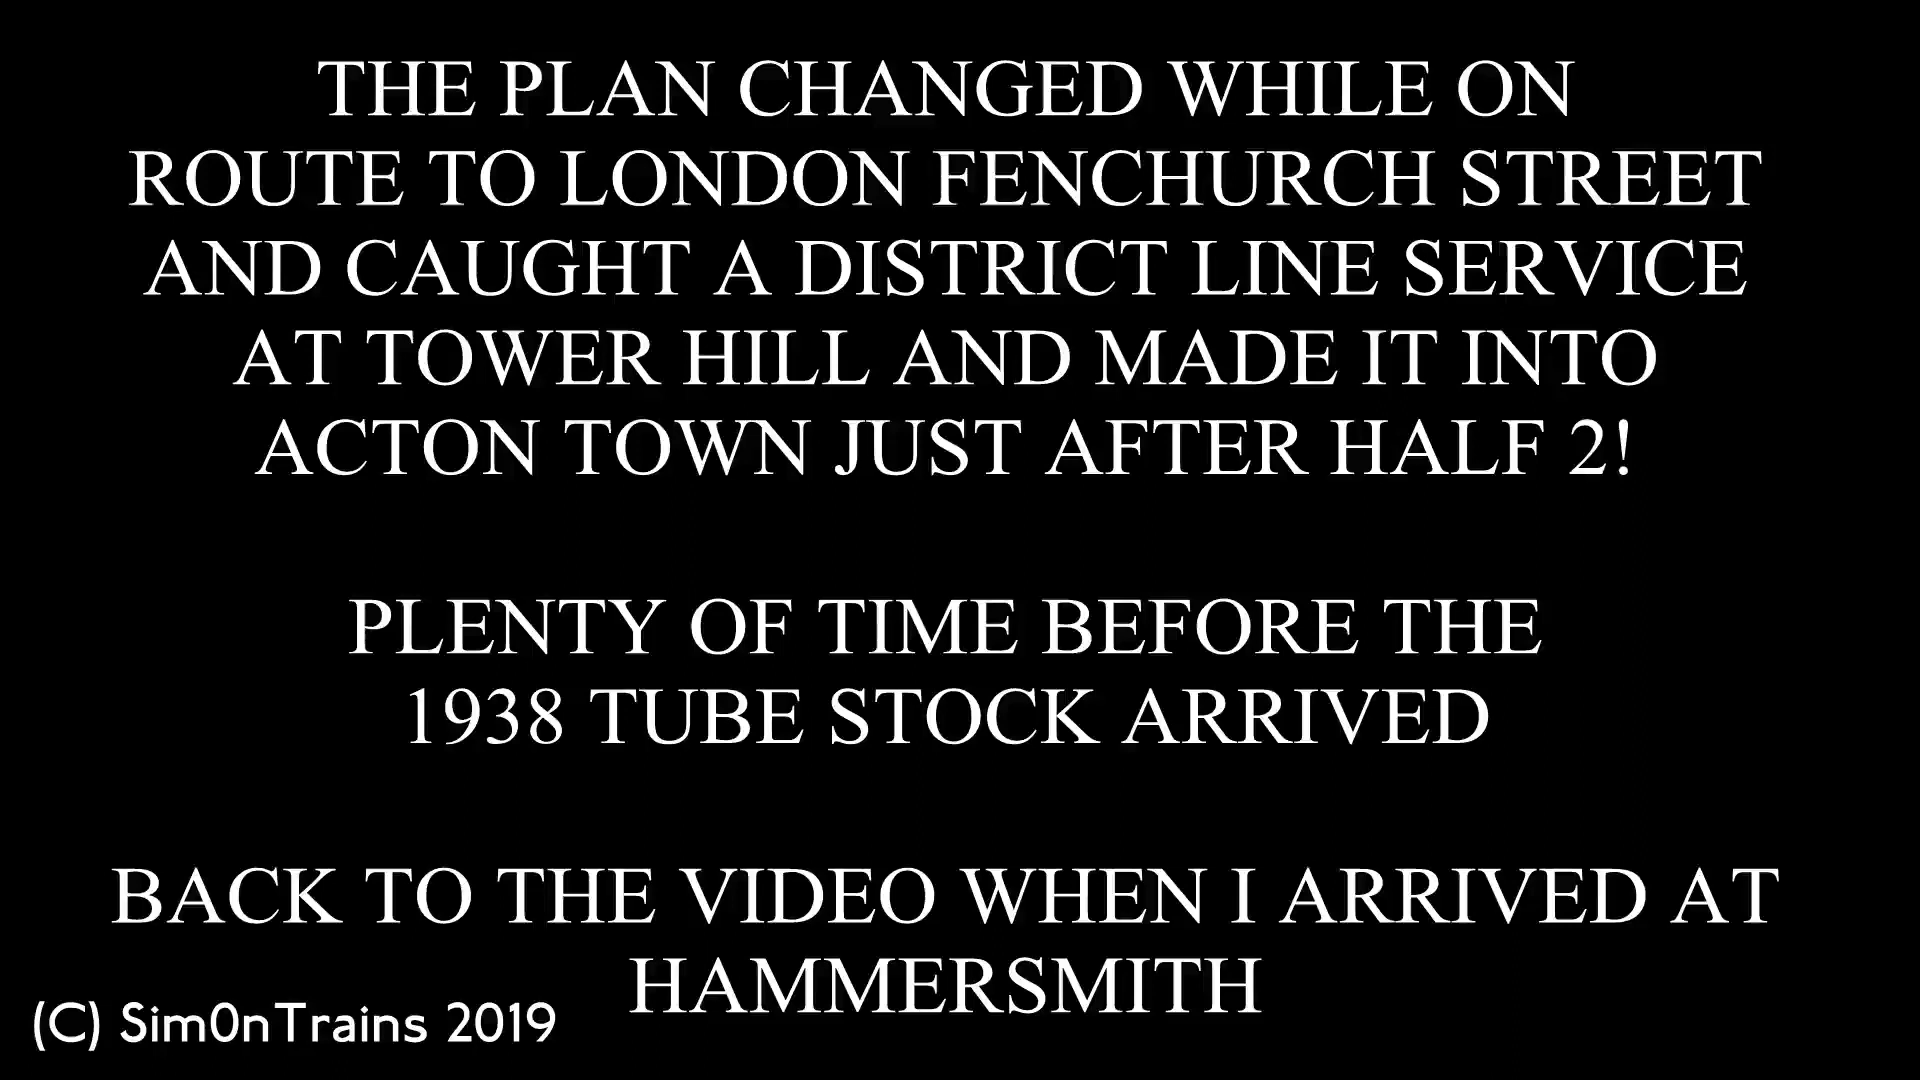 THE PLAN CHANGED WHILE ON
ROUTE TO LONDON FENCHURCH STREET
AND CAUGHT A DISTRICT LINE SERVICE
AT TOWER HILL AND MADE IT INTO
ACTON TOWN JUST AFTER HALF 2!
PLENTY OF TIME BEFORE THE
1938 TUBE STOCK ARRIVED
BACK TO THE VIDEO WHEN I ARRIVED AT
HAMMERSMITH
(C) Sim0nTrains 2019